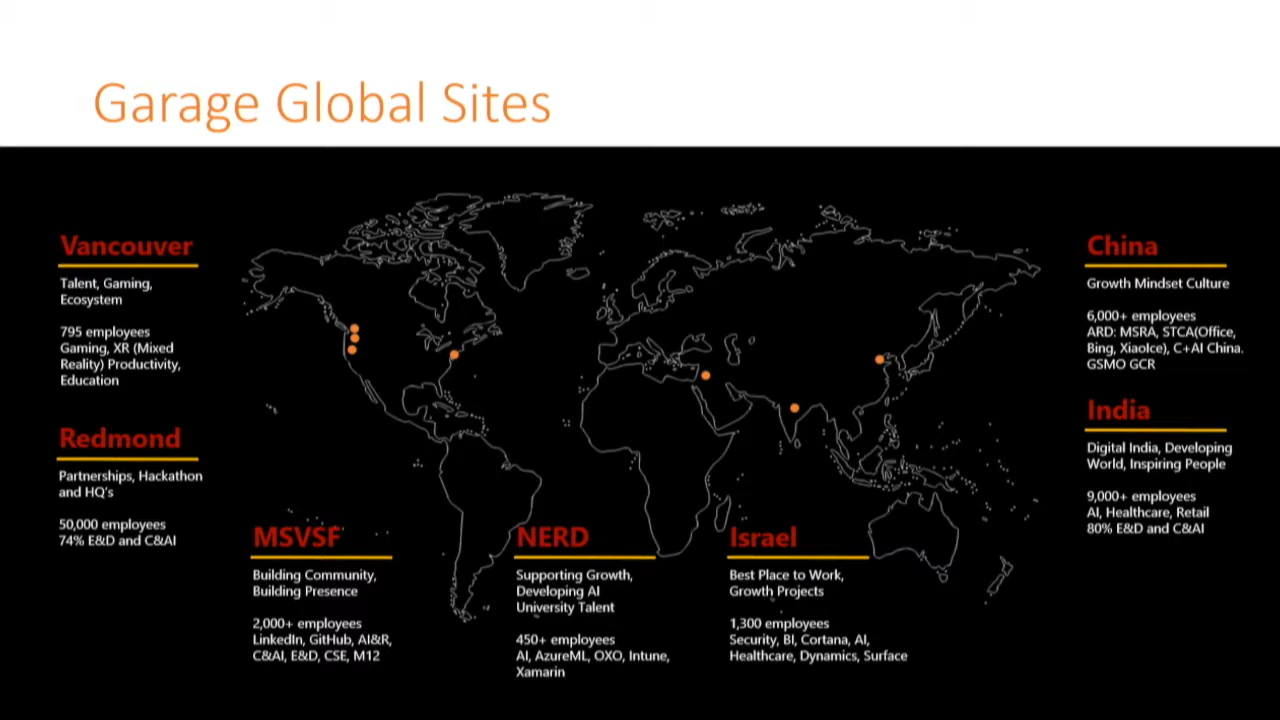 Garage Global Sites
Vancouver
Talent, Gaming,
Ecosystem
795 employees
Gaming, XR (Mixed
Reality) Productivity,
Education
Redmond
Partnerships, Hackathon
and HQ's
50,000 employees
74% E&D and C&AI
MSVSF
Building Community,
Building Presence
2,000+ employees
LinkedIn, GitHub, AI&R,
C&AI, E&D, CSE, M12
NERD
Supporting Growth,
Developing AI
University Talent
450+ employees
AI, AzureML, OXO, Intune,
Xamarin
Israel
Best Place to Work,
Growth Projects
1,300 employees
Security, BI, Cortana, AI,
Healthcare, Dynamics, Surface
China
Growth Mindset Culture
6,000+ employees
ARD: MSRA, STCA(Office,
Bing, XiaoIce), C+AI China.
GSMO GCR
India
Digital India, Developing
World, Inspiring People
9,000+ employees
AI, Healthcare, Retail
80% E&D and C&AI